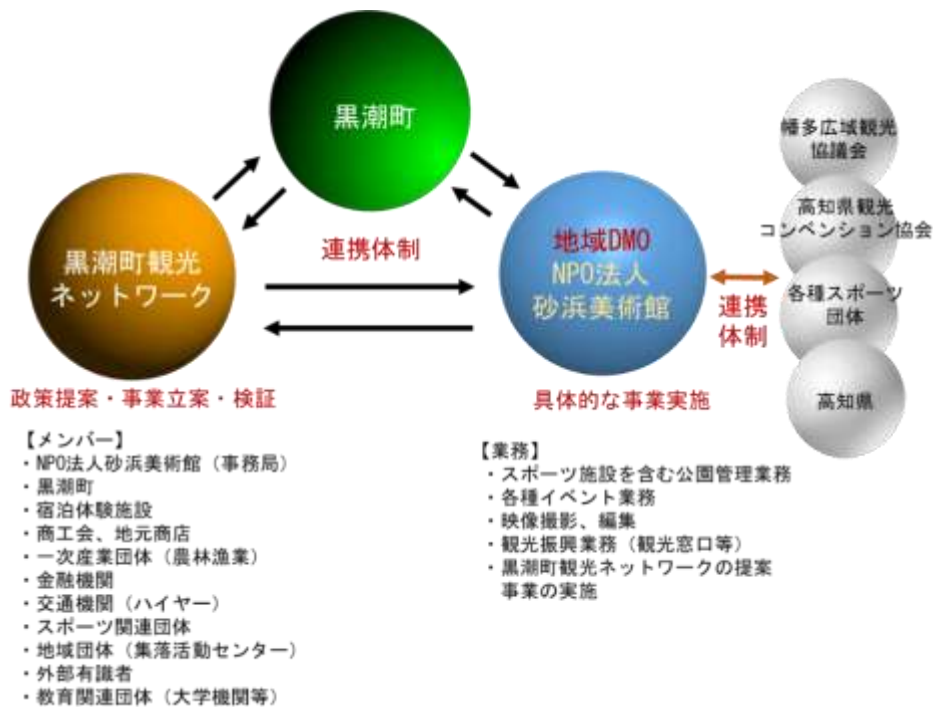 黒潮町
黒潮町観光
ネットワーク
連携体制
地域DMO
NPO法人
砂浜美術館
連携
体制
幡多広域観光
協議会
高知県観光
コンベンション協会
各種スポーツ
団体
高知県
政策提案・事業立案・検証
【メンバー】
・NPO法人砂浜美術館（事務局）
・黒潮町
・宿泊体験施設
・商工会、地元商店
・一次産業団体（農林漁業）
・金融機関
・交通機関（ハイヤー）
・スポーツ関連団体
・地域団体（集落活動センター）
・外部有識者
・教育関連団体（大学機関等）
具体的な事業実施
【業務】
・スポーツ施設を含む公園管理業務
・各種イベント業務
・映像撮影、編集
・観光振興業務（観光窓口等）
・黒潮町観光ネットワークの提案
事業の実施